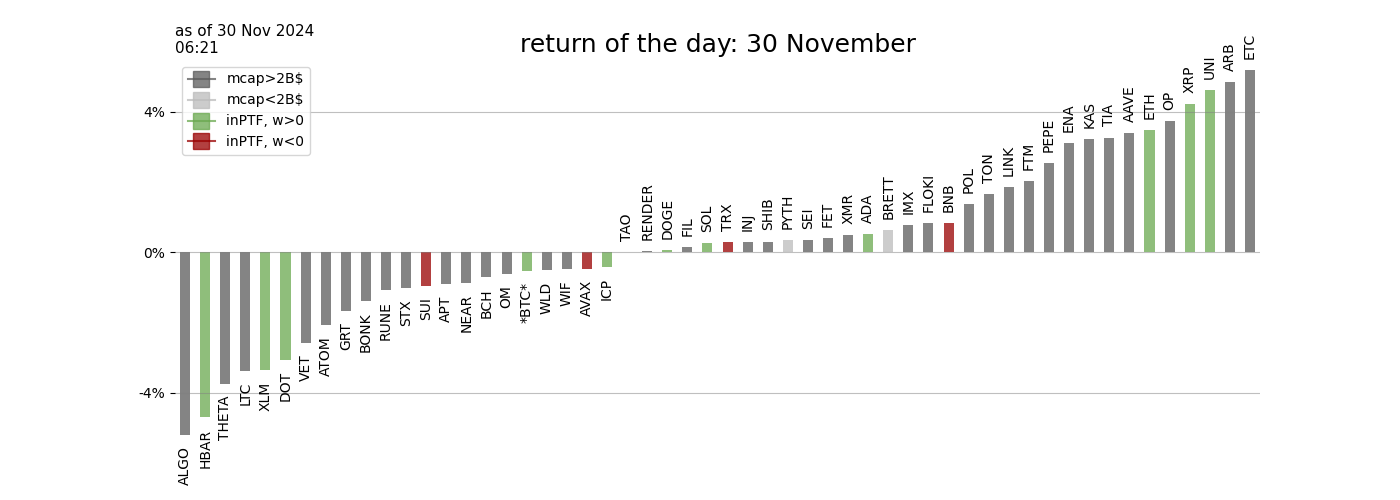 as of 30 Nov 2024
06:21
return of the day: 30 November
mcap>2B$
mcap<2B$
inPTF, w>0
inPTF, w<0
4%
0%
-4%
ALGO
HBAR
THETA
LTC
XLM
DOT
VET
ATOM
GRT
BONK
RUNE
STX
SUI
APT
NEAR
BCH
OM
*BTC*
WLD
WIF
AVAX
ICP
TAO
RENDER
DOGE
FIL
SOL
TRX
INJ
SHIB
PYTH
SEI
FET
XMR
ADA
BRETT
IMX
FLOKI
BNB
POL
TON
LINK
FTM
PEPE
ENA
KAS
TIA
AAVE
ETH
OP
XRP
UNI
ARB
ETC